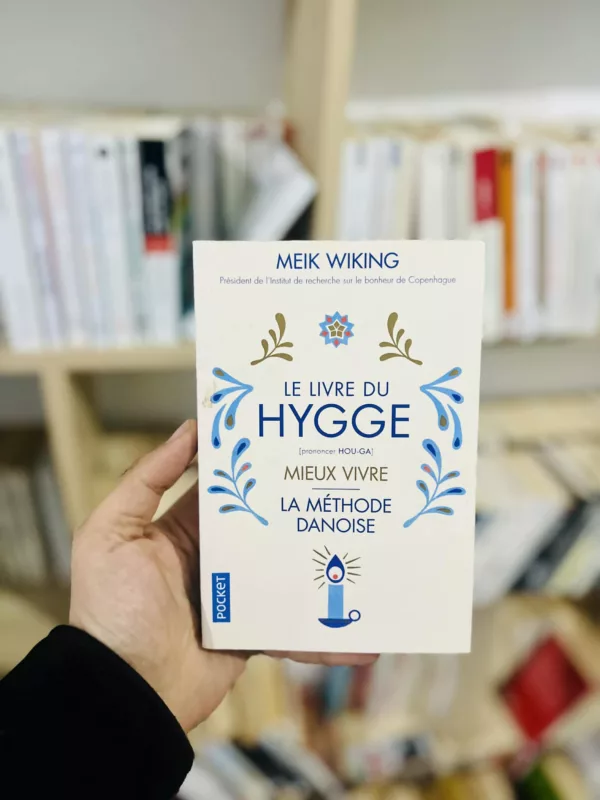 MEIK WIKING
Président de l'Institut de recherche sur le bonheur de Copenhague
LE LIVRE DU
HYGGE
[prononcer HOU-GA]
MIEUX VIVRE
LA MÉTHODE
DANOISE
POCKET